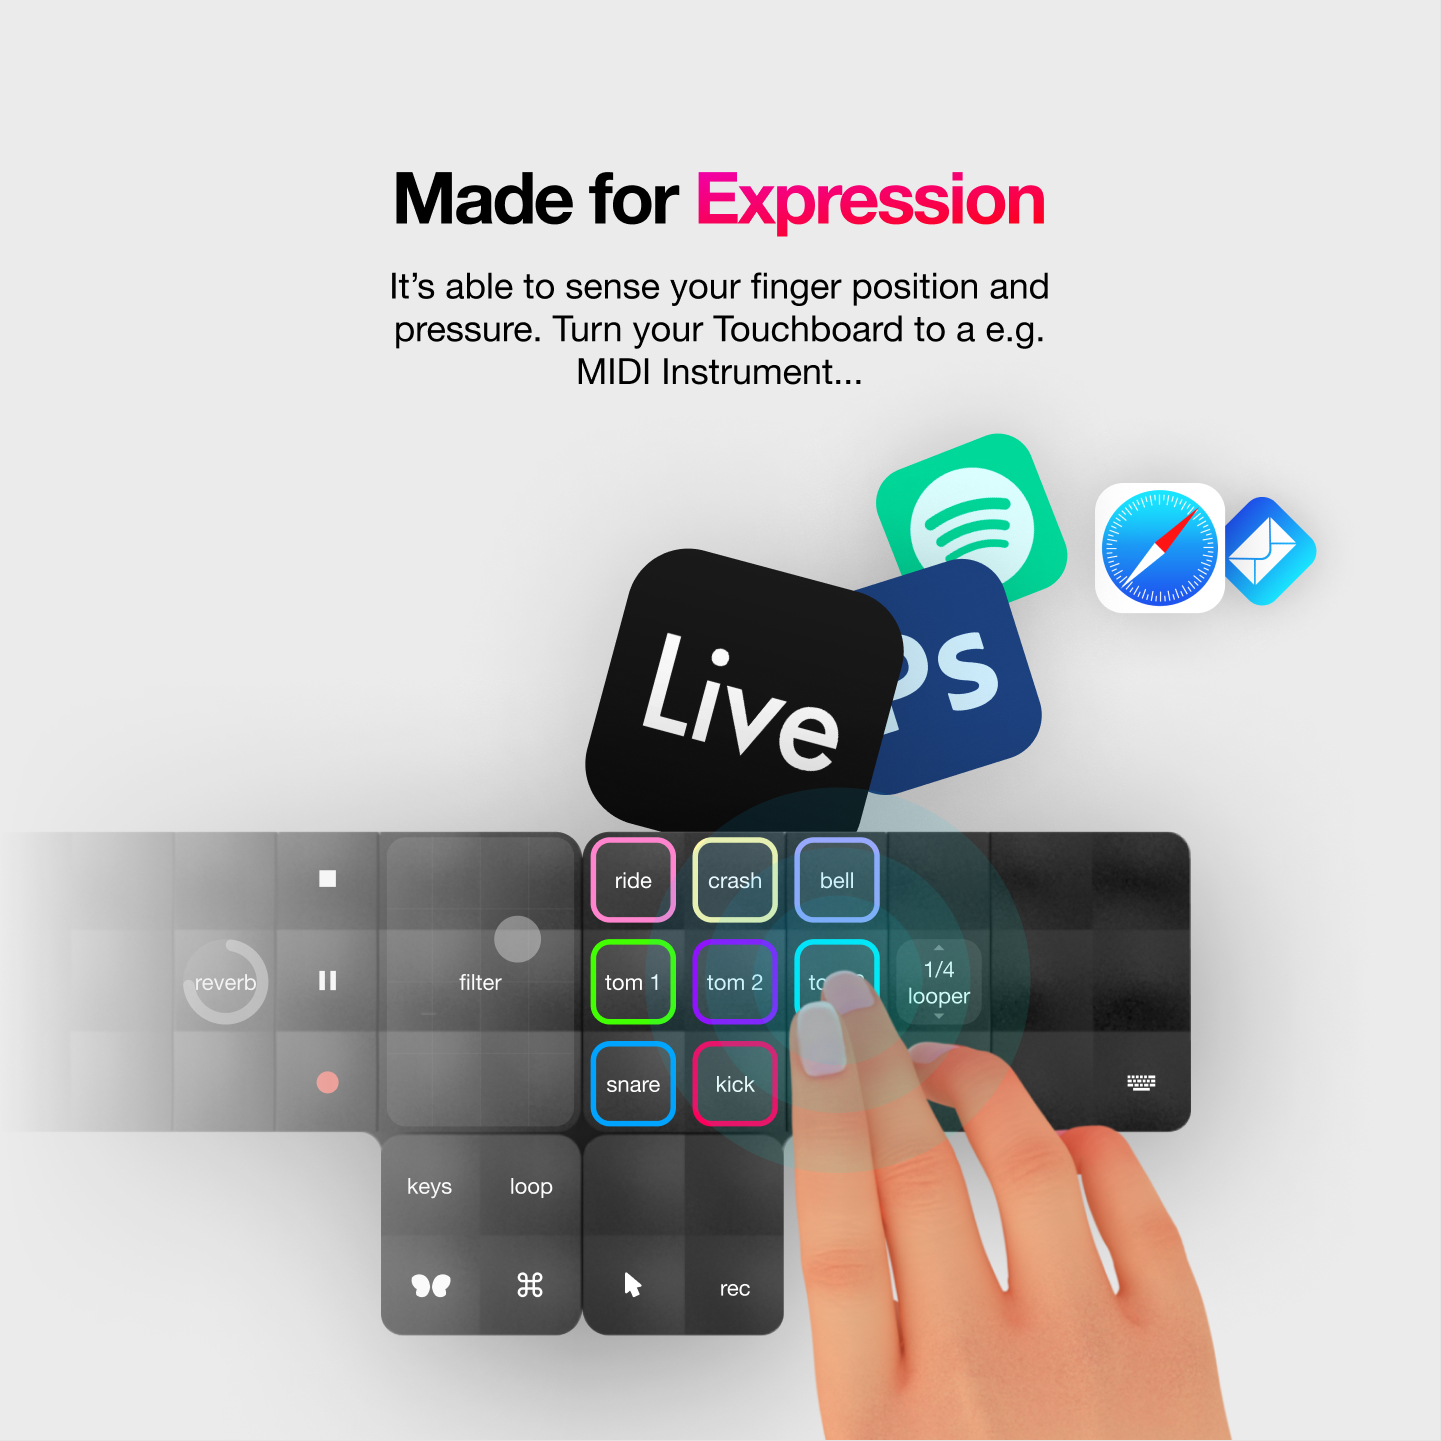 Made for Expression
It’s able to sense your finger position and
pressure. Turn your Touchboard to a e.g.
MIDI Instrument...
Live
Ps
ride
crash
bell
reverb
filter
tom 1
tom 2
1/4
looper
snare
kick
keys
loop
rec